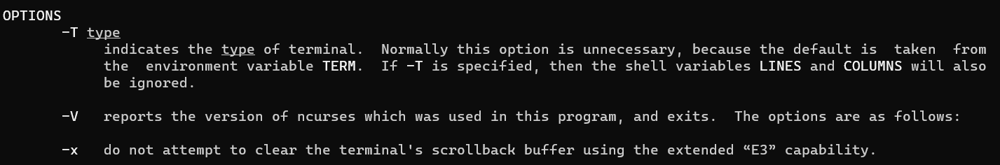 OPTIONS
-T type
indicates the type of terminal.  Normally this option is unnecessary, because the default is  taken  from
the  environment variable TERM.  If -T is specified, then the shell variables LINES and COLUMNS will also
be ignored.
-V   reports the version of ncurses which was used in this program, and exits.  The options are as follows:
-x   do not attempt to clear the terminal's scrollback buffer using the extended “E3” capability.